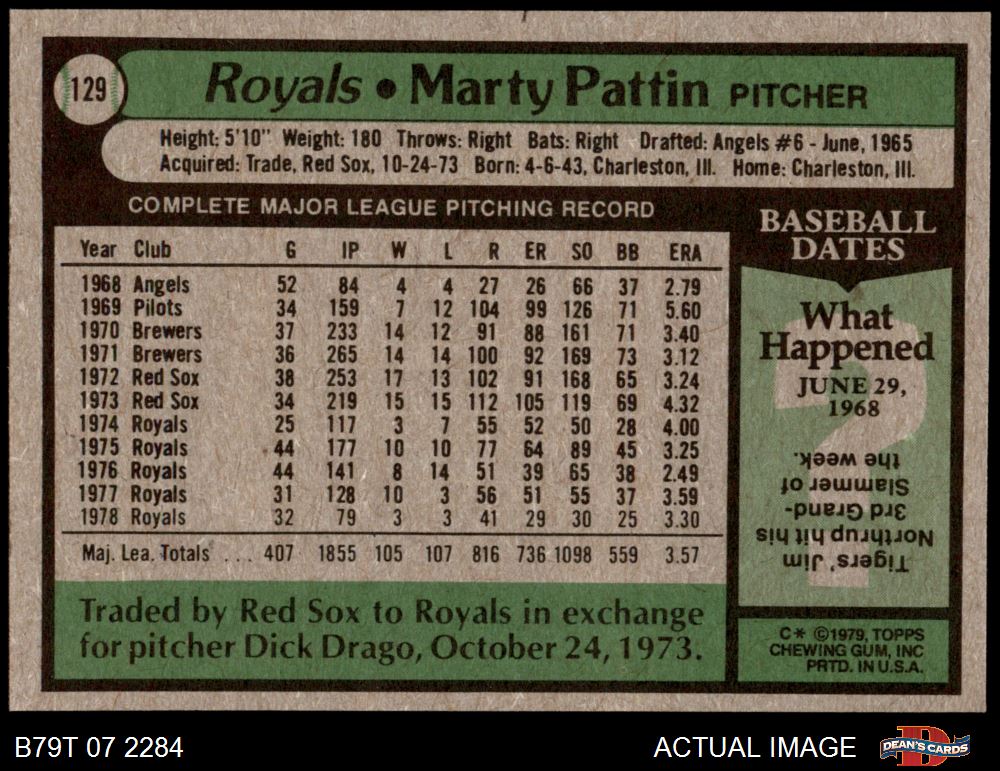 129
Royals • Marty Pattin PITCHER
Height: 5'10" Weight: 180 Throws: Right Bats: Right Drafted: Angels #6 - June, 1965
Acquired: Trade, Red Sox, 10-24-73 Born: 4-6-43, Charleston, Ill. Home: Charleston, Ill.
COMPLETE MAJOR LEAGUE PITCHING RECORD
Year Club G IP W L R ER SO BB ERA
1968 Angels 52 84 4 4 27 26 66 37 2.79
1969 Pilots 34 159 7 12 104 99 126 71 5.60
1970 Brewers 37 233 14 12 91 88 161 71 3.40
1971 Brewers 36 265 14 14 100 92 169 73 3.12
1972 Red Sox 38 253 17 13 102 91 168 65 3.24
1973 Red Sox 34 219 15 15 112 105 119 69 4.32
1974 Royals 25 117 3 7 55 52 50 28 4.00
1975 Royals 44 177 10 10 77 64 89 45 3.25
1976 Royals 44 141 8 14 51 39 65 38 2.49
1977 Royals 31 128 10 3 56 51 55 37 3.59
1978 Royals 32 79 3 3 41 29 30 25 3.30
Maj. Lea. Totals ... 407 1855 105 107 816 736 1098 559 3.57
Traded by Red Sox to Royals in exchange
for pitcher Dick Drago, October 24, 1973.
BASEBALL
DATES
What
Happened
JUNE 29,
1968
Tigers' Jim
Northrup hit his
3rd Grand-
Slammer of
the week.
C* ©1979, TOPPS
CHEWING GUM, INC
PRTD. IN U.S.A.
B79T 07 2284
ACTUAL IMAGE
DEAN'S CARDS